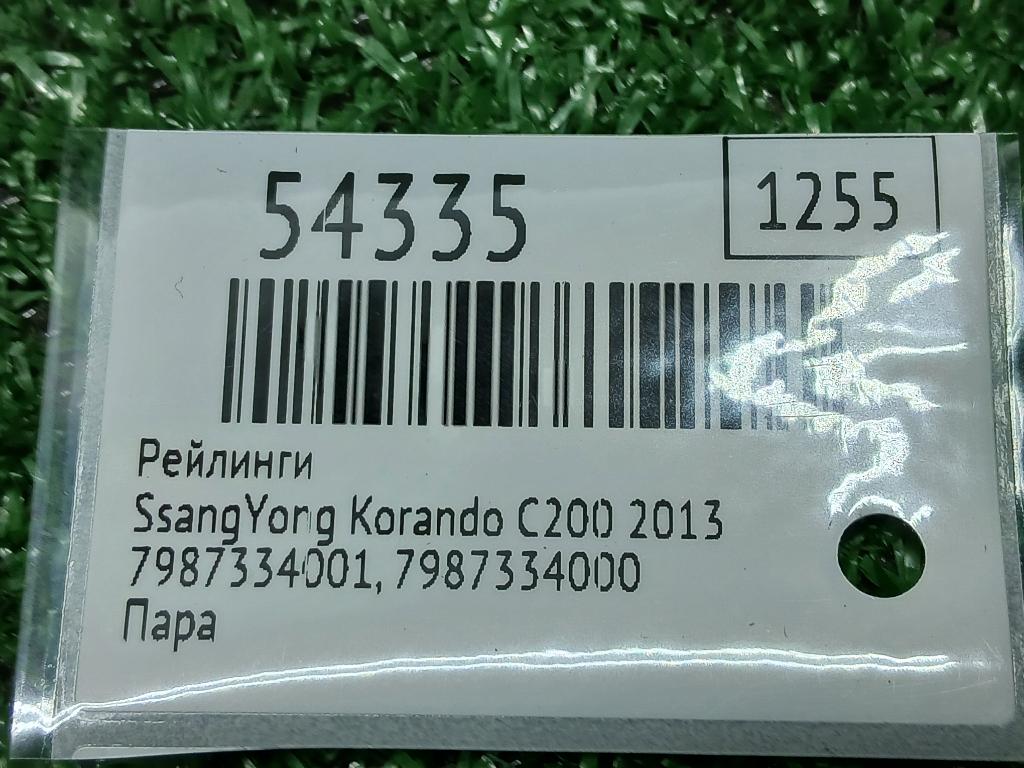 54335
1255
Рейлинги
SsangYong Korando C200 2013
7987334001, 7987334000
Пара